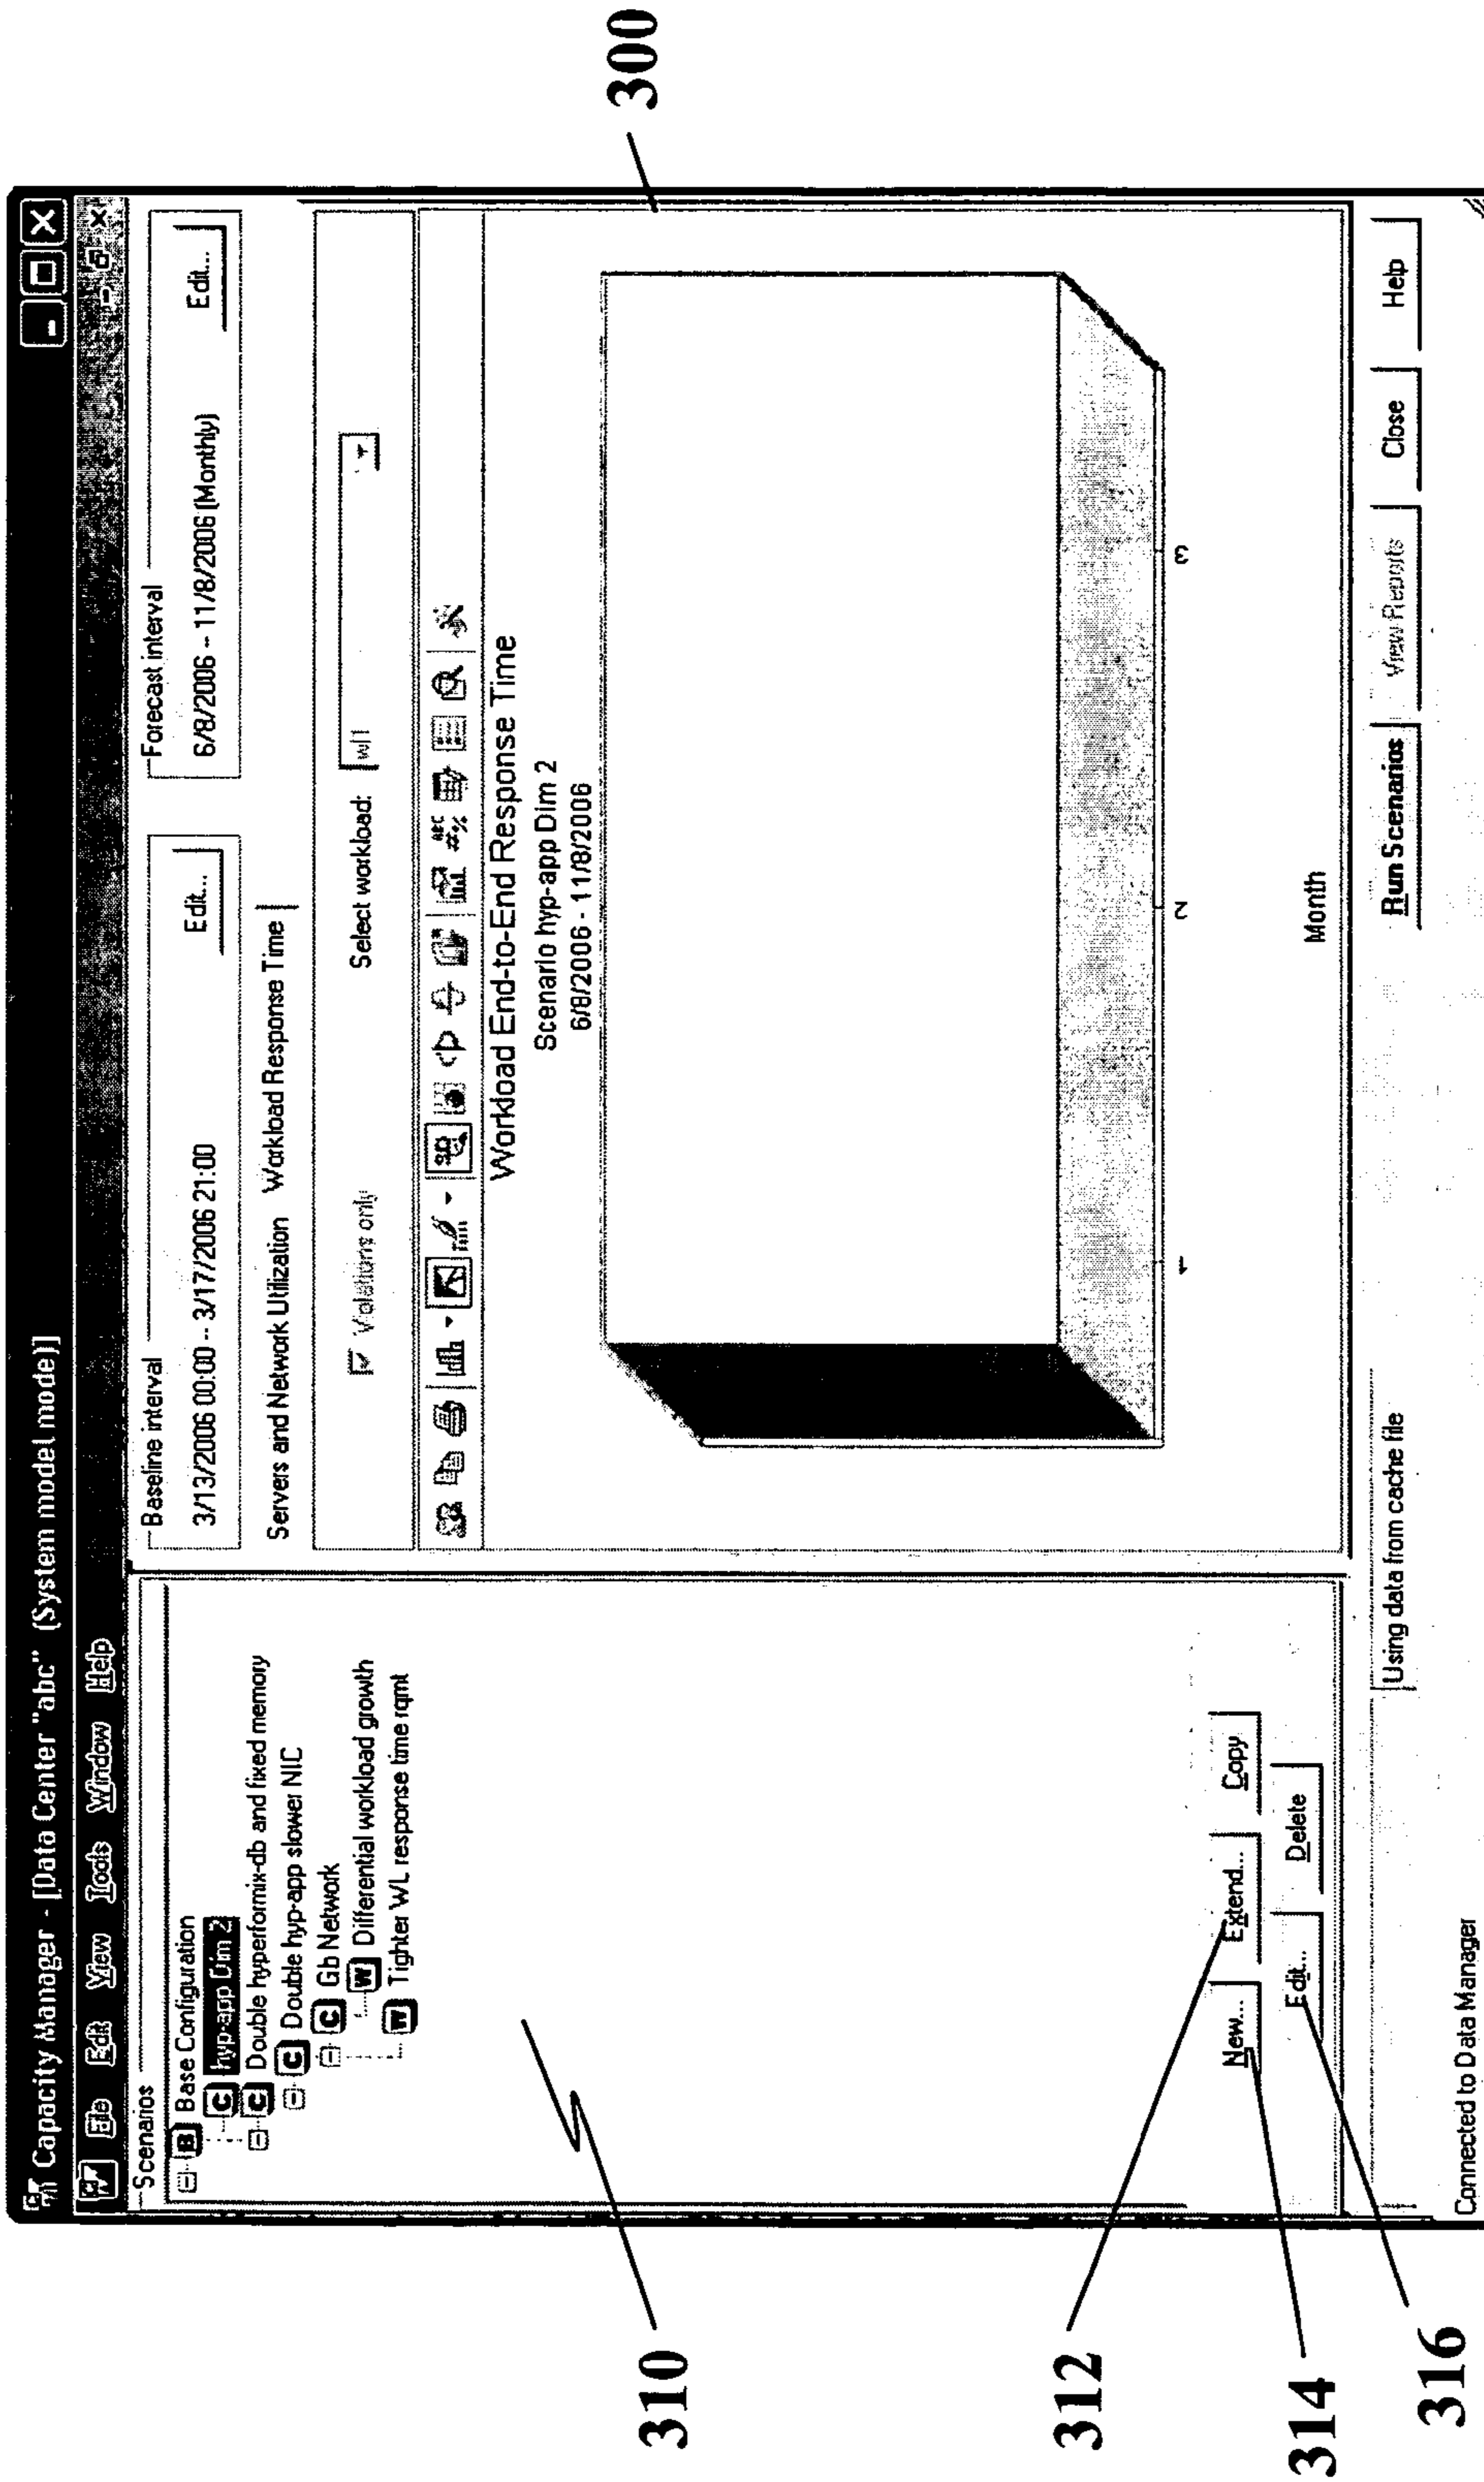 Capacity Manager - [Data Center "abc" (System model mode)]
File Edit View Tools Window Help
Scenarios
B Base Configuration
C hyp-app Dim 2
C Double hyperformix-db and fixed memory
C Double hyp-app slower NIC
C Gb Network
W Differential workload growth
W Tighter WL response time rqmt
New... Extend... Copy
Edit... Delete
Baseline interval
3/13/2006 00:00 -- 3/17/2006 21:00
Edit...
Forecast interval
6/8/2006 -- 11/8/2006 (Monthly)
Edit...
Servers and Network Utilization Workload Response Time
Violations only
Select workload:
wl1
ABC
#%
3D
Workload End-to-End Response Time
Scenario hyp-app Dim 2
6/8/2006 - 11/8/2006
1 2 3
Month
Using data from cache file
Run Scenarios View Reports Close Help
Connected to Data Manager
300
310
312
314
316